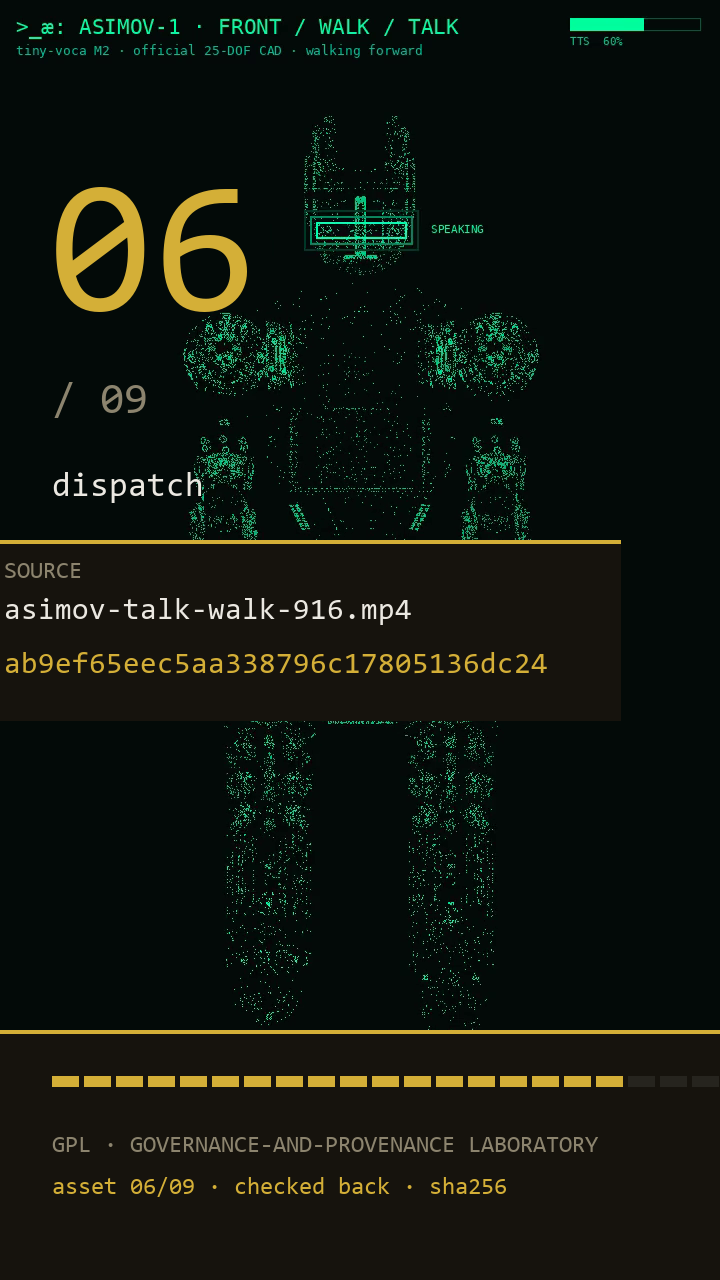 >_æ: ASIMOV-1 · FRONT / WALK / TALK
tiny-voca M2 · official 25-DOF CAD · walking forward
TTS 60%
SPEAKING
06
/ 09
dispatch
SOURCE
asimov-talk-walk-916.mp4
ab9ef65eec5aa338796c17805136dc24
GPL · GOVERNANCE-AND-PROVENANCE LABORATORY
asset 06/09 · checked back · sha256